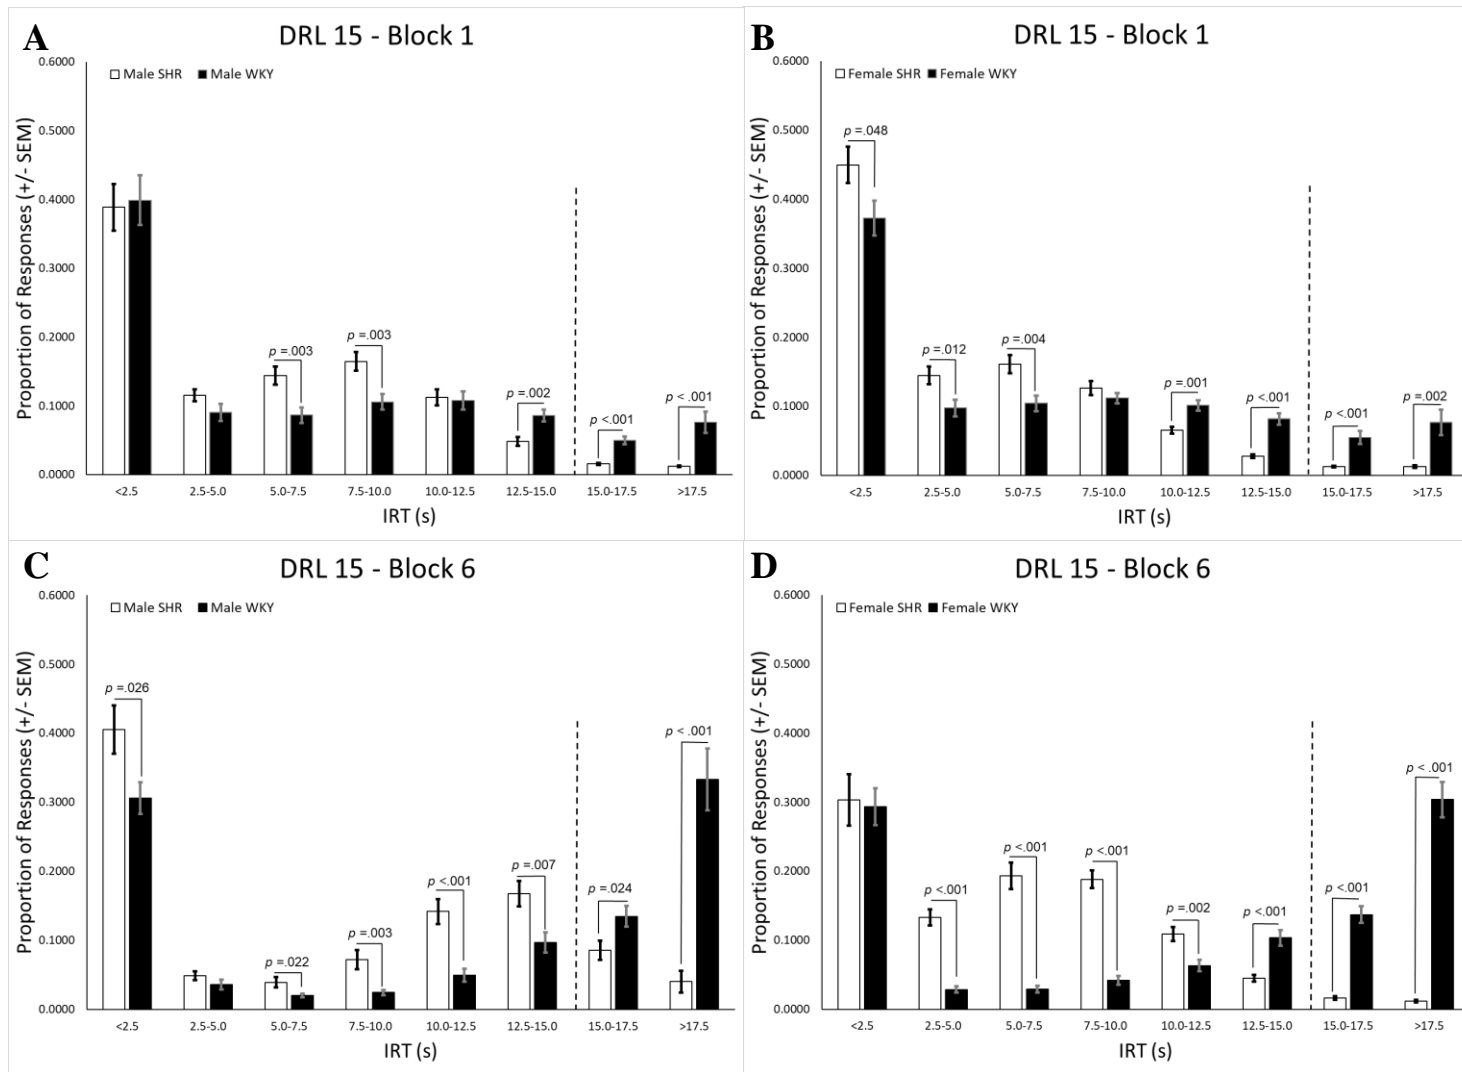 A
DRL 15 - Block 1
Male SHR Male WKY
Proportion of Responses (+/- SEM)
0.6000
0.5000
0.4000
0.3000
0.2000
0.1000
0.0000
p =.003
p =.003
p =.002
p <.001
p < .001
<2.5 2.5-5.0 5.0-7.5 7.5-10.0 10.0-12.5 12.5-15.0 15.0-17.5 >17.5
IRT (s)
B
DRL 15 - Block 1
Female SHR Female WKY
Proportion of Responses (+/- SEM)
0.6000
0.5000
0.4000
0.3000
0.2000
0.1000
0.0000
p =.048
p =.012
p =.004
p =.001
p <.001
p <.001
p =.002
<2.5 2.5-5.0 5.0-7.5 7.5-10.0 10.0-12.5 12.5-15.0 15.0-17.5 >17.5
IRT (s)
C
DRL 15 - Block 6
Male SHR Male WKY
Proportion of Responses (+/- SEM)
0.6000
0.5000
0.4000
0.3000
0.2000
0.1000
0.0000
p =.026
p =.022
p =.003
p <.001
p =.007
p =.024
p < .001
<2.5 2.5-5.0 5.0-7.5 7.5-10.0 10.0-12.5 12.5-15.0 15.0-17.5 >17.5
IRT (s)
D
DRL 15 - Block 6
Female SHR Female WKY
Proportion of Responses (+/- SEM)
0.6000
0.5000
0.4000
0.3000
0.2000
0.1000
0.0000
p <.001
p <.001
p <.001
p =.002
p <.001
p <.001
p < .001
<2.5 2.5-5.0 5.0-7.5 7.5-10.0 10.0-12.5 12.5-15.0 15.0-17.5 >17.5
IRT (s)